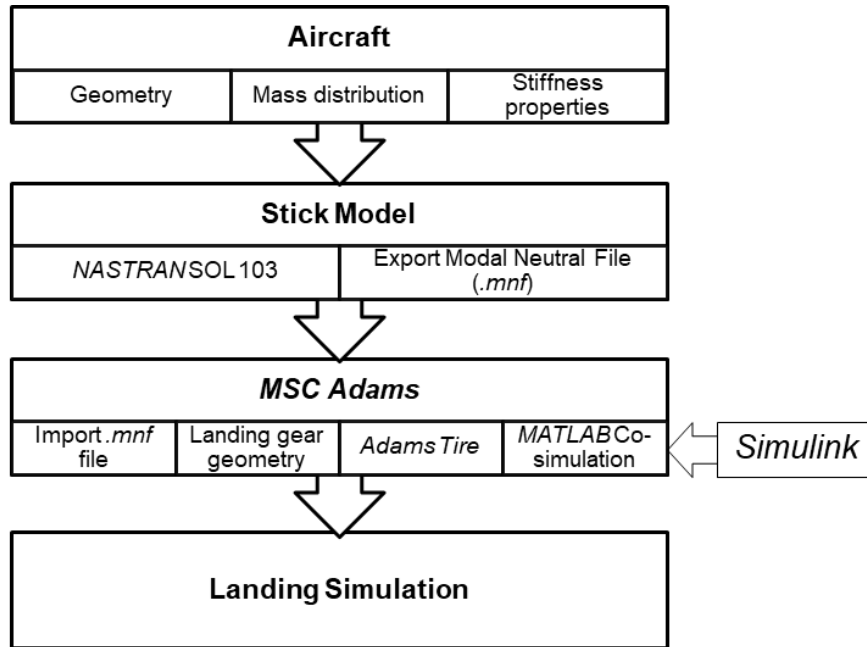 Aircraft
Geometry
Mass distribution
Stiffness
properties
Stick Model
NASTRAN SOL 103
Export Modal Neutral File
(.mnf)
MSC Adams
Import .mnf
file
Landing gear
geometry
Adams Tire
MATLAB Co-
simulation
Simulink
Landing Simulation